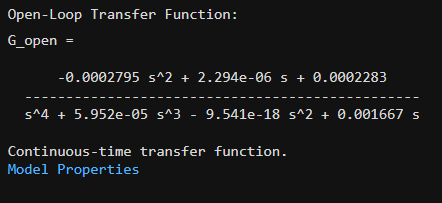 Open-Loop Transfer Function:
G_open =
-0.0002795 s^2 + 2.294e-06 s + 0.0002283
------------------------------------------------
s^4 + 5.952e-05 s^3 - 9.541e-18 s^2 + 0.001667 s
Continuous-time transfer function.
Model Properties